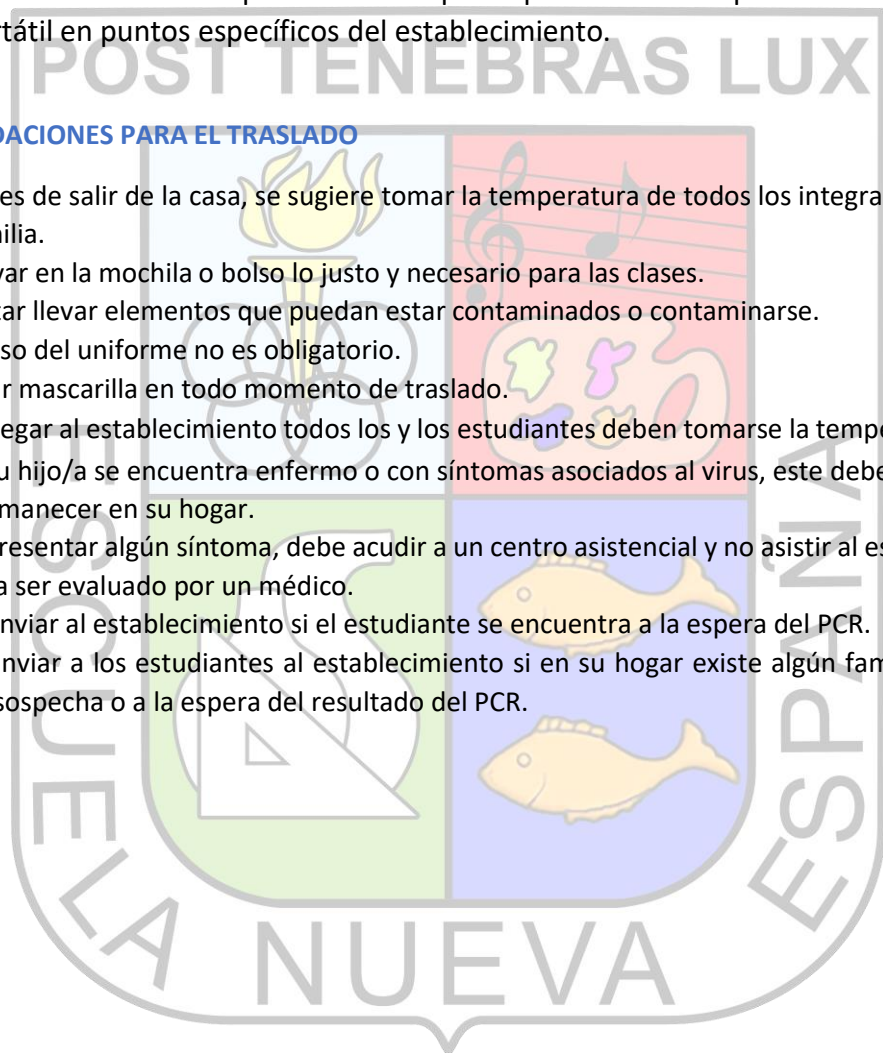 rtátil en puntos específicos del establecimiento.
POST TENEBRAS LUX
DACIONES PARA EL TRASLADO
es de salir de la casa, se sugiere tomar la temperatura de todos los integra
ilia.
var en la mochila o bolso lo justo y necesario para las clases.
tar llevar elementos que puedan estar contaminados o contaminarse.
so del uniforme no es obligatorio.
r mascarilla en todo momento de traslado.
egar al establecimiento todos los y los estudiantes deben tomarse la tempe
u hijo/a se encuentra enfermo o con síntomas asociados al virus, este debe
manecer en su hogar.
resentar algún síntoma, debe acudir a un centro asistencial y no asistir al es
a ser evaluado por un médico.
nviar al establecimiento si el estudiante se encuentra a la espera del PCR.
nviar a los estudiantes al establecimiento si en su hogar existe algún fam
sospecha o a la espera del resultado del PCR.
ESCUELA NUEVA ESPAÑA